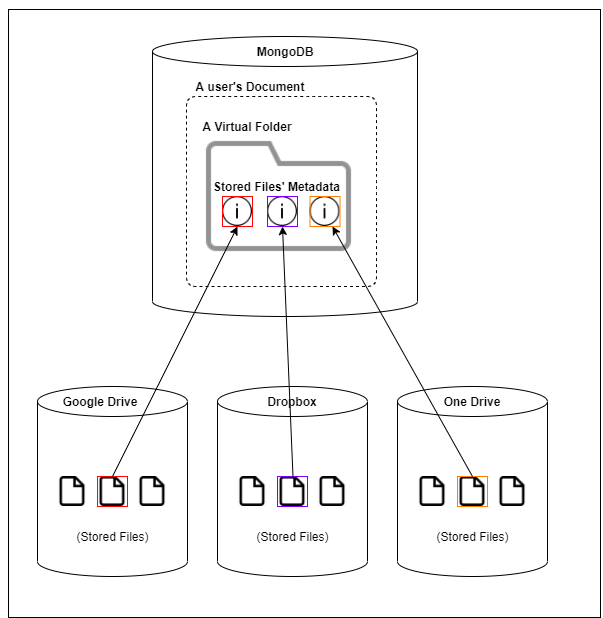 MongoDB
A user's Document
A Virtual Folder
Stored Files' Metadata
i i i
Google Drive
Dropbox
One Drive
(Stored Files)
(Stored Files)
(Stored Files)